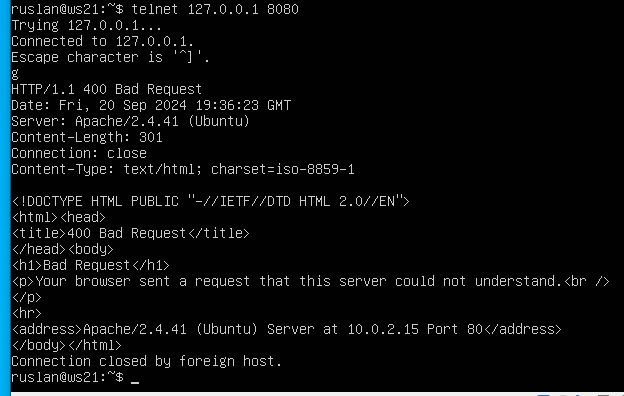 ruslan@ws21:~$ telnet 127.0.0.1 8080
Trying 127.0.0.1...
Connected to 127.0.0.1.
Escape character is '^]'.
g
HTTP/1.1 400 Bad Request
Date: Fri, 20 Sep 2024 19:36:23 GMT
Server: Apache/2.4.41 (Ubuntu)
Content-Length: 301
Connection: close
Content-Type: text/html; charset=iso-8859-1

<!DOCTYPE HTML PUBLIC "-//IETF//DTD HTML 2.0//EN">
<html><head>
<title>400 Bad Request</title>
</head><body>
<h1>Bad Request</h1>
<p>Your browser sent a request that this server could not understand.<br />
</p>
<hr>
<address>Apache/2.4.41 (Ubuntu) Server at 10.0.2.15 Port 80</address>
</body></html>
Connection closed by foreign host.
ruslan@ws21:~$ _